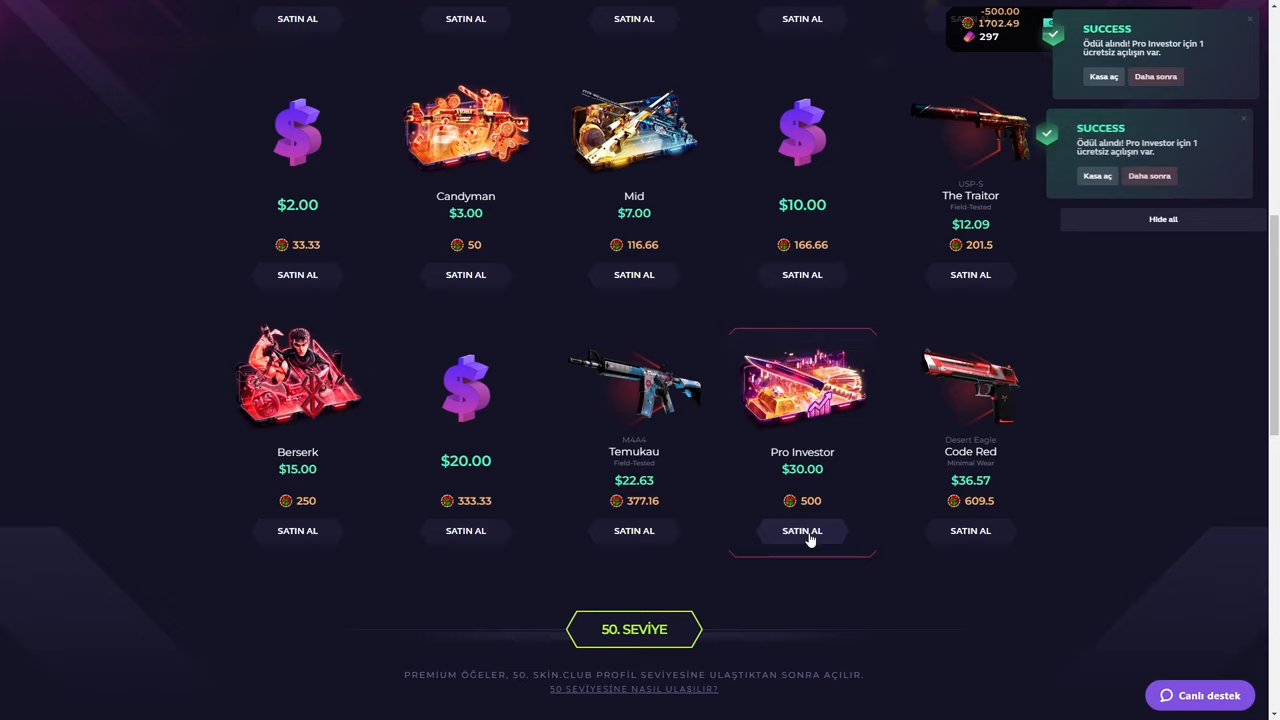 SATIN AL
SATIN AL
SATIN AL
SATIN AL
-500.00
1702.49
297
SUCCESS
Ödül alındı! Pro Investor için 1
ücretsiz açılışın var.
Kasa aç
Daha sonra
SUCCESS
Ödül alındı! Pro Investor için 1
ücretsiz açılışın var.
Kasa aç
Daha sonra
Hide all
$2.00
33.33
SATIN AL
Candyman
$3.00
50
SATIN AL
Mid
$7.00
116.66
SATIN AL
$10.00
166.66
SATIN AL
USP-S
The Traitor
Field-Tested
$12.09
201.5
SATIN AL
Berserk
$15.00
250
SATIN AL
$20.00
333.33
SATIN AL
M4A4
Temukau
Field-Tested
$22.63
377.16
SATIN AL
Pro Investor
$30.00
500
SATIN AL
Desert Eagle
Code Red
Minimal Wear
$36.57
609.5
SATIN AL
50. SEVİYE
PREMIUM ÖĞELER, 50. SKIN.CLUB PROFIL SEVİYESİNE ULAŞTIKTAN SONRA AÇILIR.
50 SEVİYESİNE NASIL ULAŞILIR?
Canlı destek